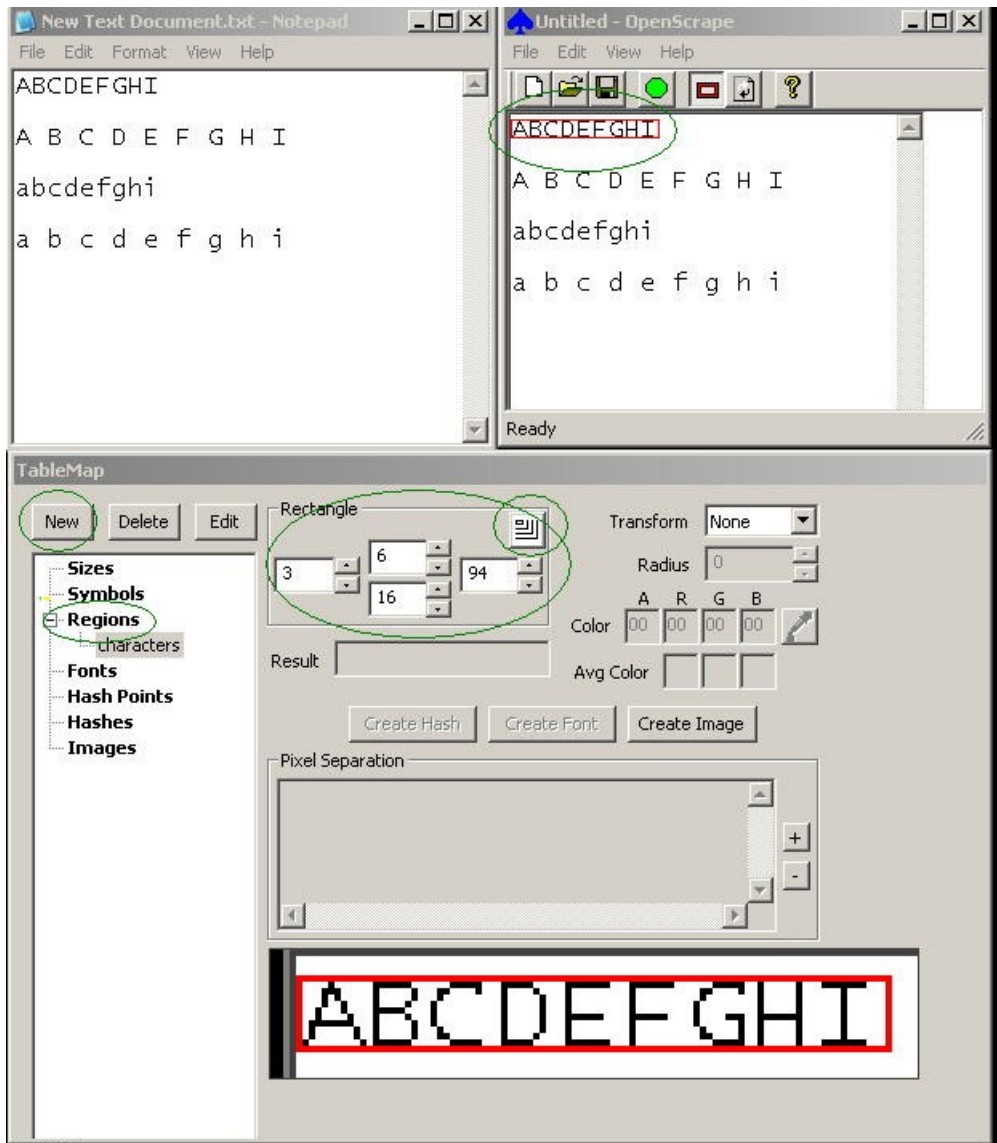 New Text Document.txt - Notepad
File Edit Format View Help
ABCDEFGHI
A B C D E F G H I
abcdefghi
a b c d e f g h i
Untitled - OpenScrape
File Edit View Help
ABCDEFGHI
A B C D E F G H I
abcdefghi
a b c d e f g h i
Ready
TableMap
New Delete Edit
Sizes
Symbols
Regions
characters
Fonts
Hash Points
Hashes
Images
Rectangle
3 6 94
16
Transform None
Radius 0
A R G B
Color 00 00 00 00
Result
Avg Color
Create Hash Create Font Create Image
Pixel Separation
+
-
ABCDEFGHI